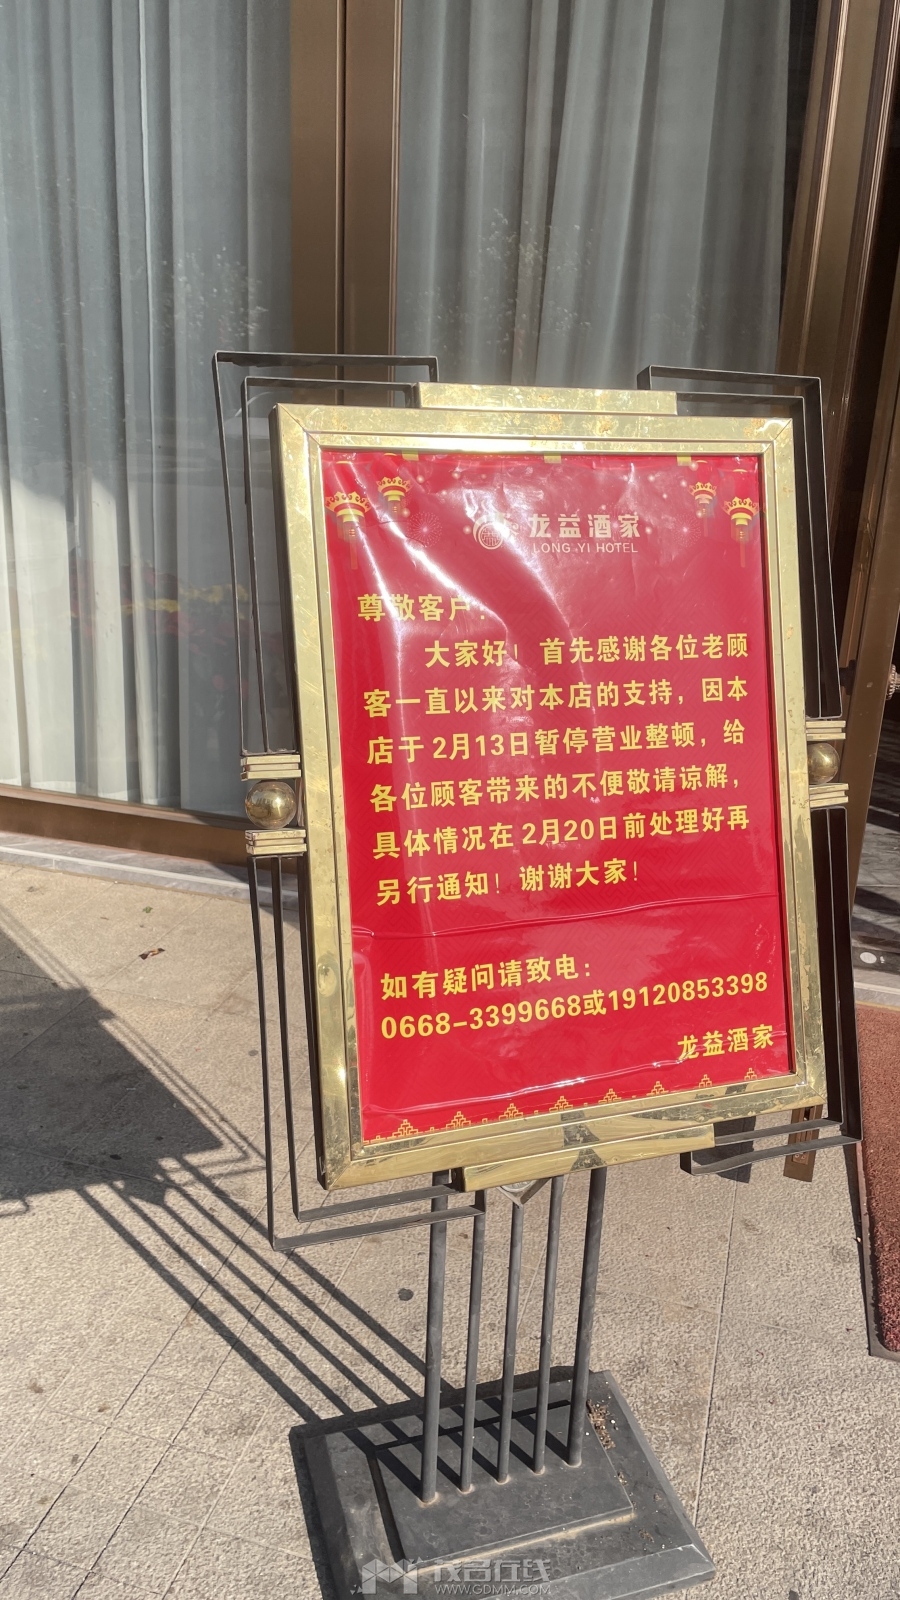 龙益酒家
LONG YI HOTEL
尊敬客户:
大家好！首先感谢各位老顾
客一直以来对本店的支持，因本
店于2月13日暂停营业整顿，给
各位顾客带来的不便敬请谅解，
具体情况在2月20日前处理好再
另行通知！谢谢大家！
如有疑问请致电:
0668-3399668或19120853398
龙益酒家
茂名在线
WWW.GDMM.COM